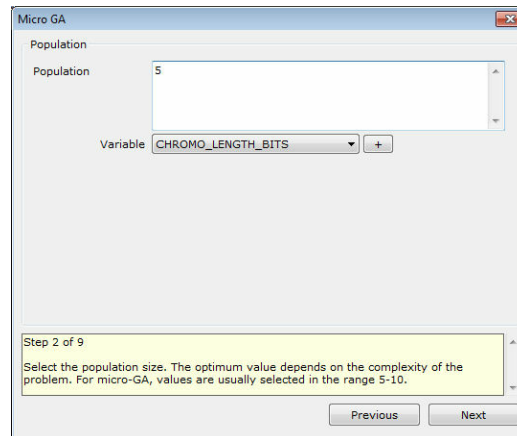 Micro GA
Population
Population 5
Variable CHROMO_LENGTH_BITS +
Step 2 of 9
Select the population size. The optimum value depends on the complexity of the
problem. For micro-GA, values are usually selected in the range 5-10.
Previous Next